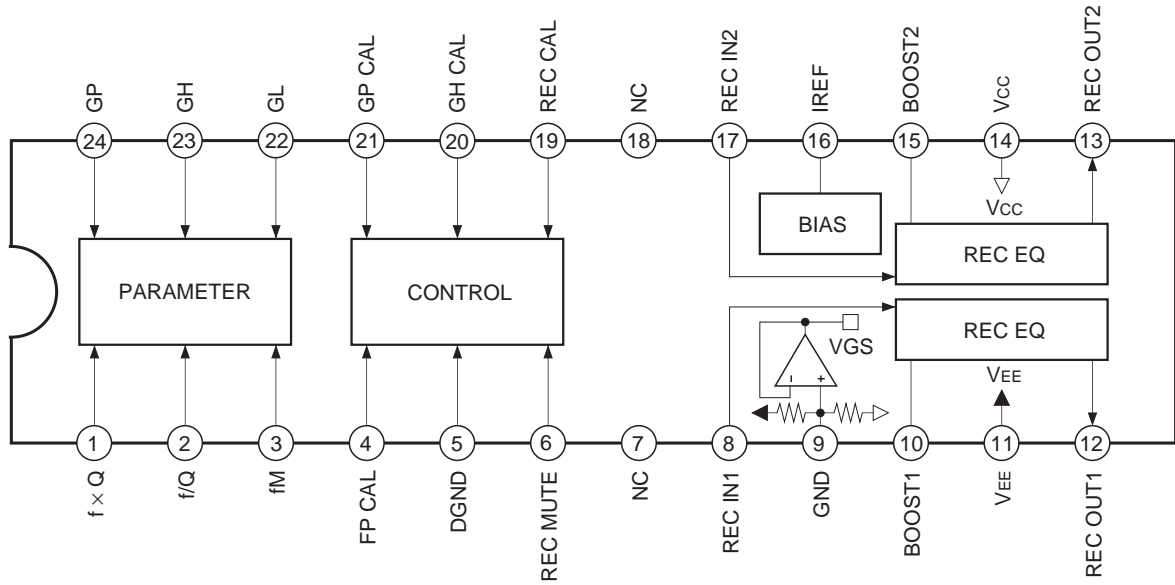 GP
GH
GL
GP CAL
GH CAL
REC CAL
NC
REC IN2
IREF
BOOST2
VCC
REC OUT2
24
23
22
21
20
19
18
17
16
15
14
13
VCC
BIAS
REC EQ
PARAMETER
CONTROL
REC EQ
VGS
VEE
– +
1
2
3
4
5
6
7
8
9
10
11
12
f × Q
f/Q
fM
FP CAL
DGND
REC MUTE
NC
REC IN1
GND
BOOST1
VEE
REC OUT1